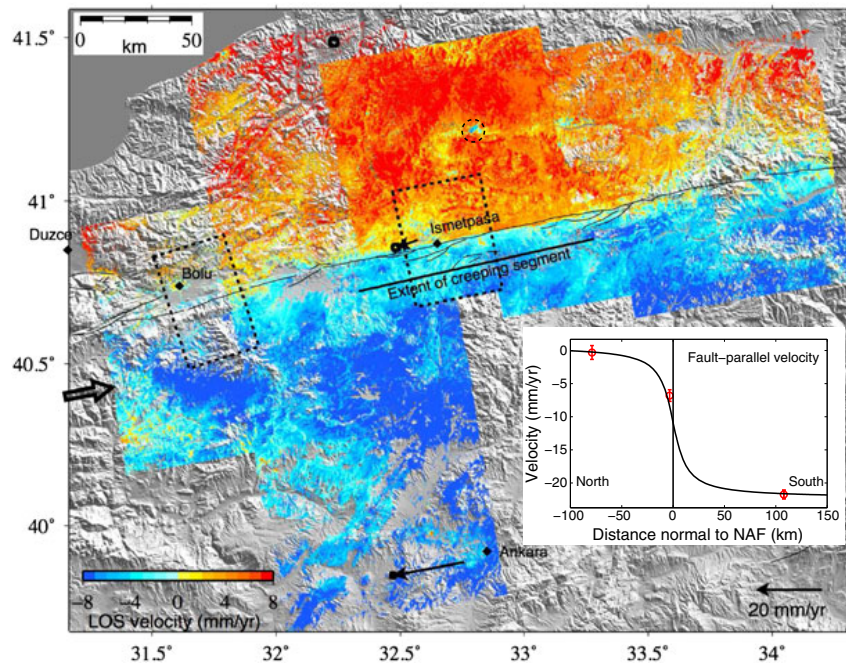 41.5°
0 50
km
41°
Duzce
Ismetpasa
Bolu
Extent of creeping segment
40.5°
Fault−parallel velocity
0
−5
−10
−15
−20
Velocity (mm/yr)
North
South
−100 −50 0 50 100 150
Distance normal to NAF (km)
40°
Ankara
−8 −4 0 4 8
LOS velocity (mm/yr)
20 mm/yr
31.5° 32° 32.5° 33° 33.5° 34°